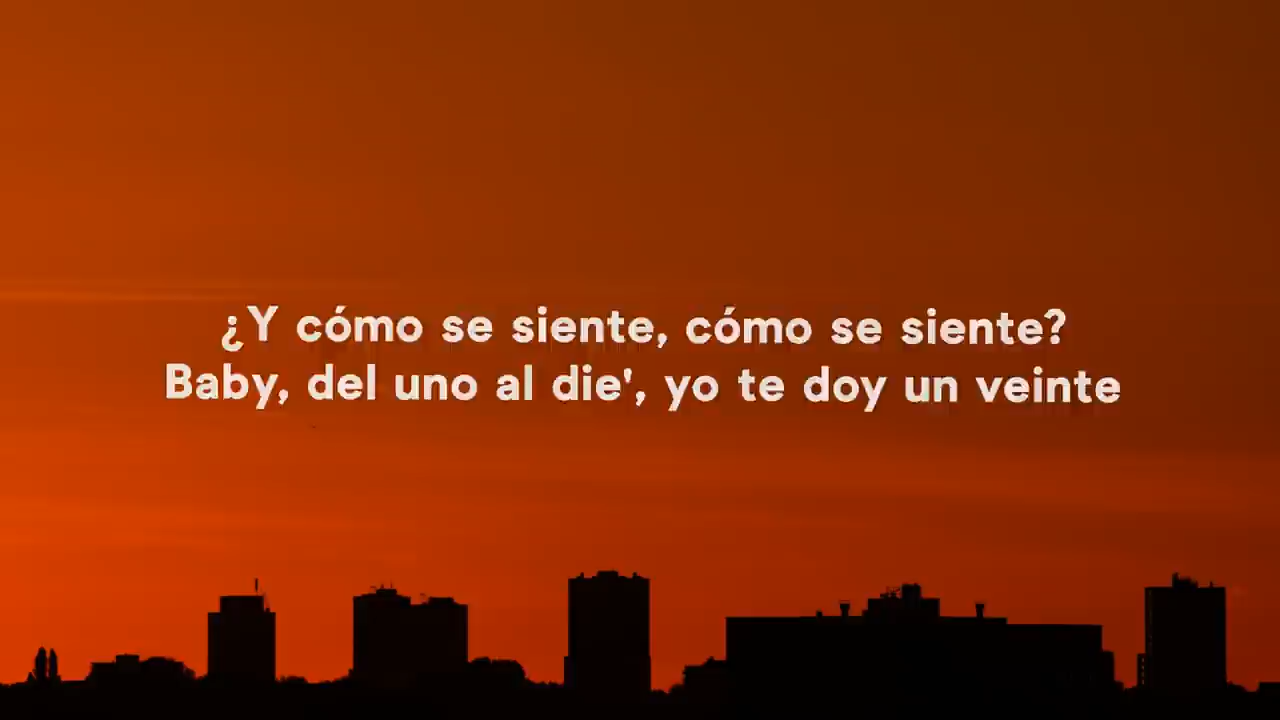 ¿Y cómo se siente, cómo se siente?
Baby, del uno al die', yo te doy un veinte